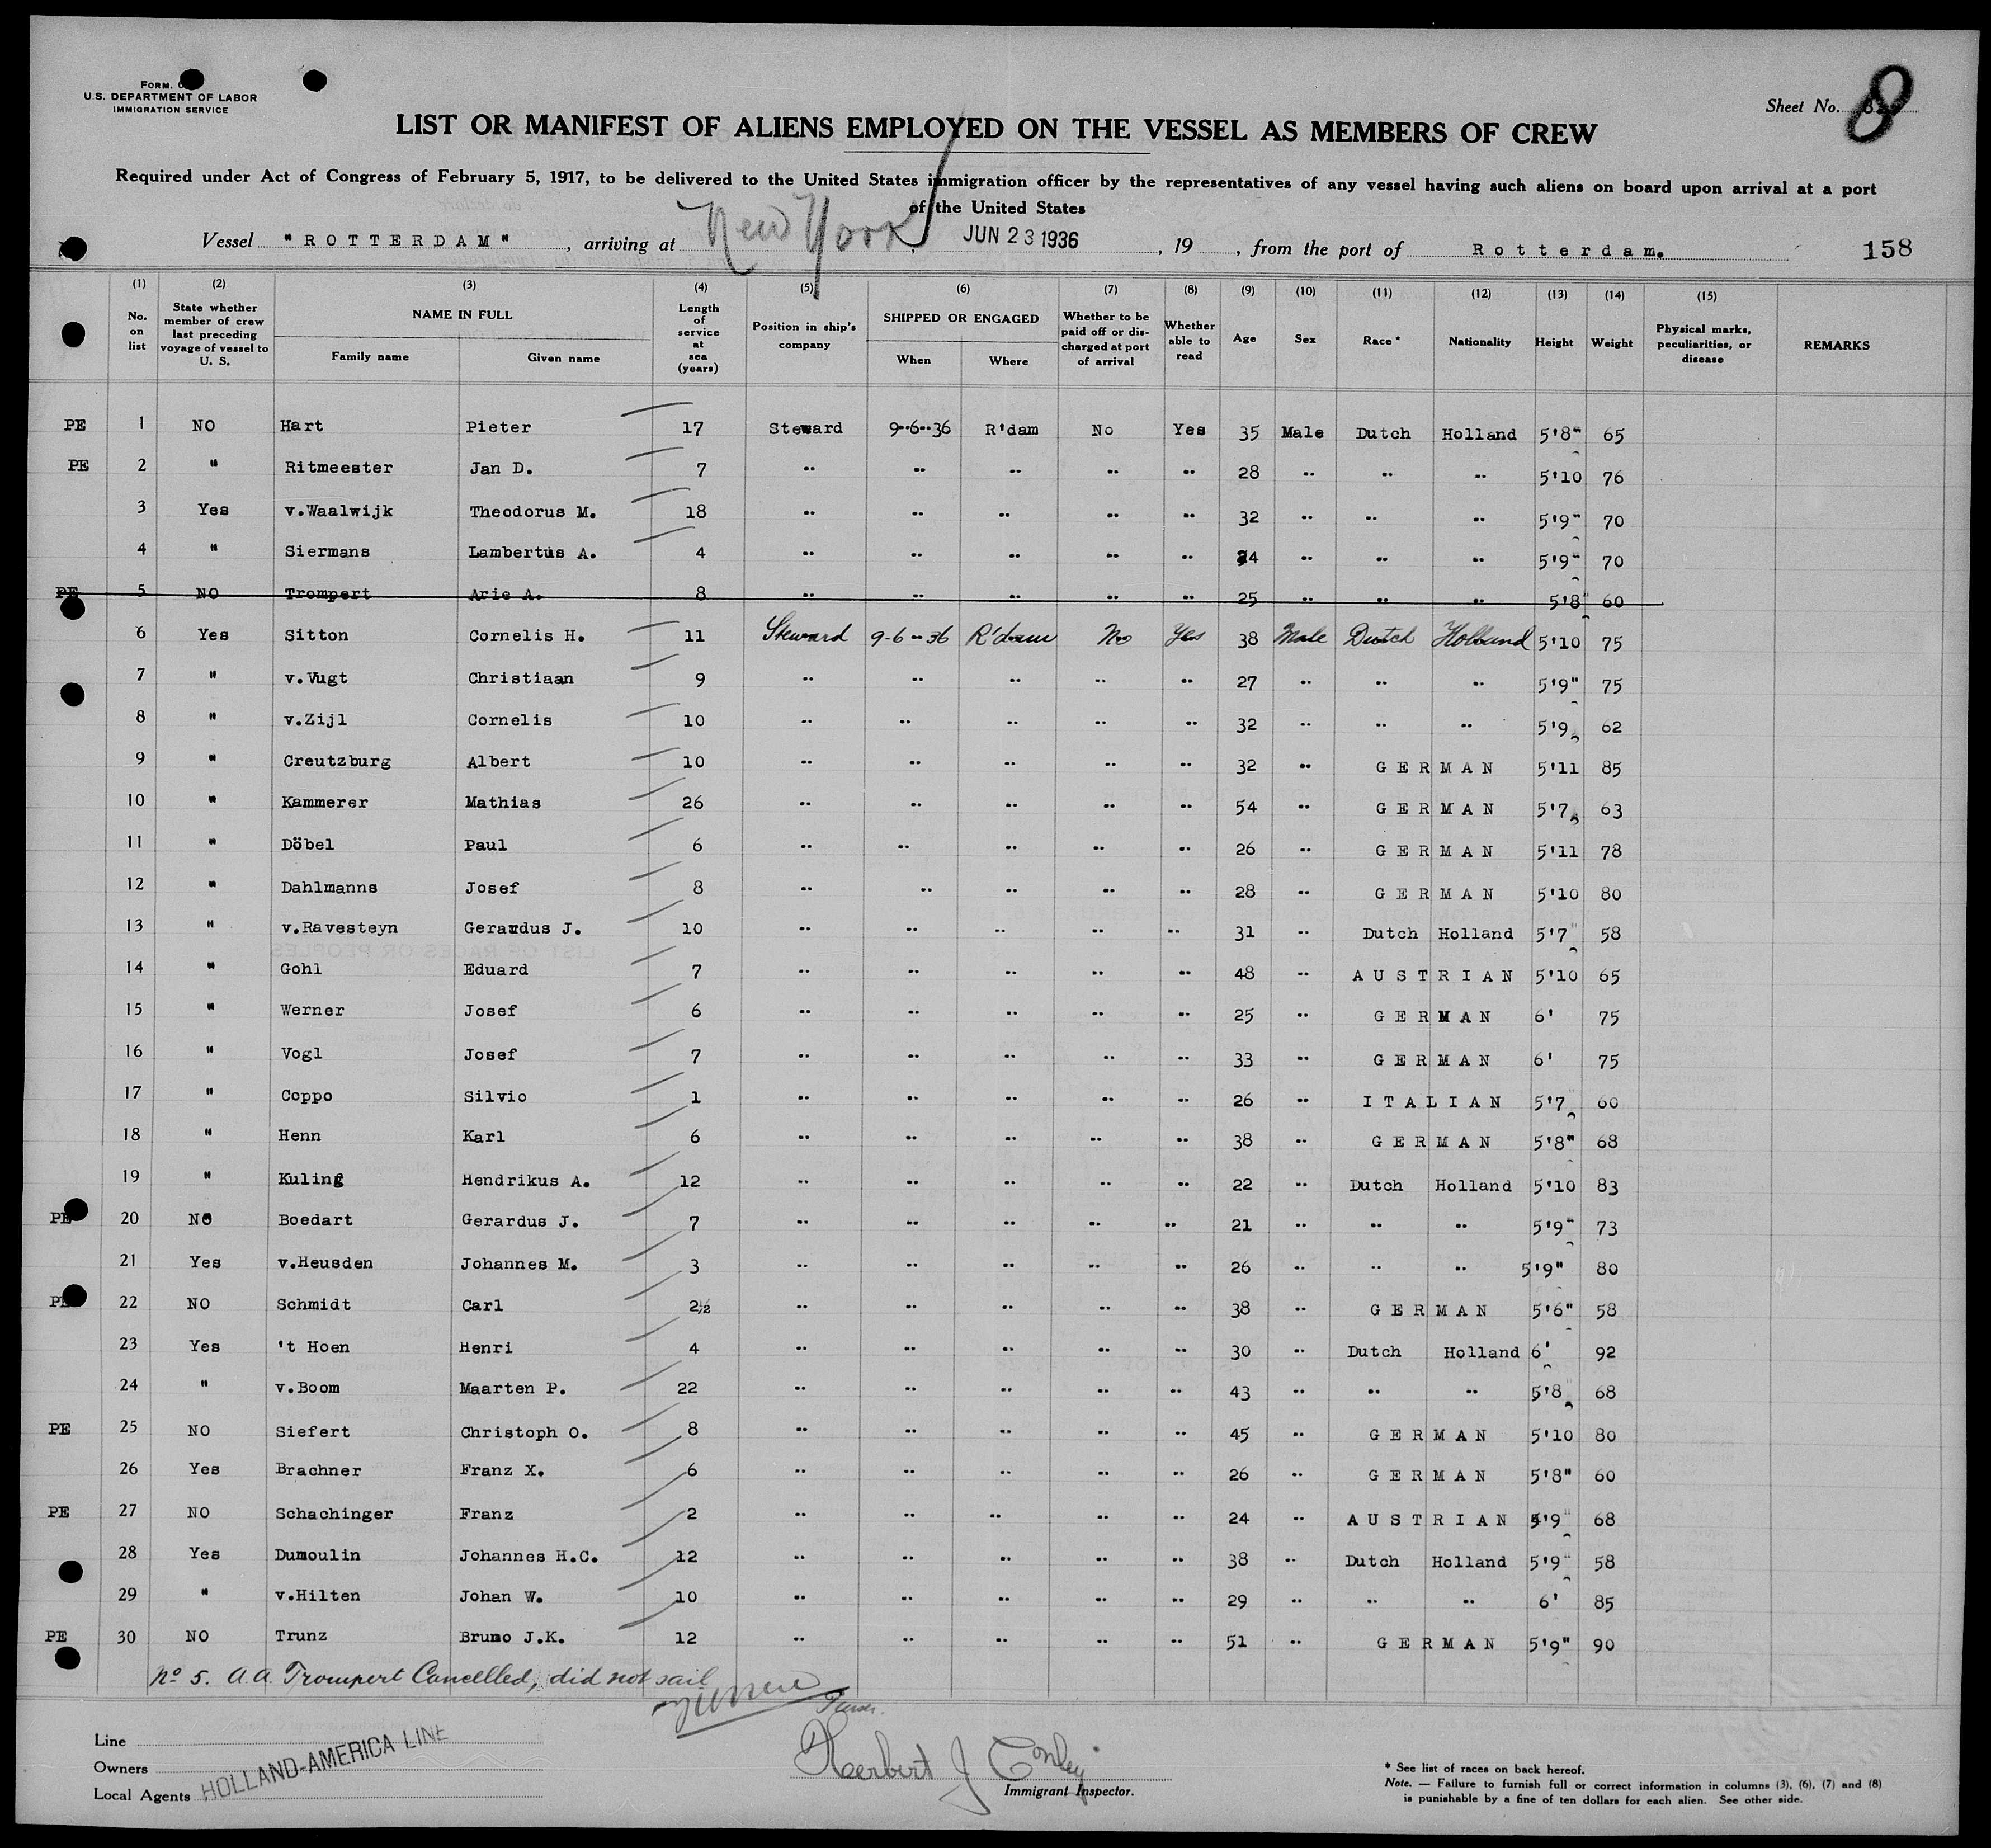 FORM.
U.S. DEPARTMENT OF LABOR
IMMIGRATION SERVICE
Sheet No. 8
LIST OR MANIFEST OF ALIENS EMPLOYED ON THE VESSEL AS MEMBERS OF CREW
Required under Act of Congress of February 5, 1917, to be delivered to the United States immigration officer by the representatives of any vessel having such aliens on board upon arrival at a port
of the United States
Vessel "ROTTERDAM", arriving at New York, JUN 23 1936, 19 , from the port of Rotterdam. 158
(1) (2) (3) (4) (5) (6) (7) (8) (9) (10) (11) (12) (13) (14) (15)
No. on list State whether member of crew last preceding voyage of vessel to U. S. NAME IN FULL Family name Given name Length of service at sea (years) Position in ship's company SHIPPED OR ENGAGED When Where Whether to be paid off or discharged at port of arrival Whether able to read Age Sex Race * Nationality Height Weight Physical marks, peculiarities, or disease REMARKS
PE 1 NO Hart Pieter 17 Steward 9-6-36 R'dam No Yes 35 Male Dutch Holland 5'8" 65
PE 2 " Ritmeester Jan D. 7 " " " " " 28 " " " 5'10 76
3 Yes v.Waalwijk Theodorus M. 18 " " " " " 32 " " " 5'9" 70
4 " Siermans Lambertus A. 4 " " " " " 24 " " " 5'9" 70
PE 5 NO Trompert Arie A. 8 " " " " " 25 " " " 5'8" 60
6 Yes Sitton Cornelis H. 11 Steward 9-6-36 R'dam No Yes 38 Male Dutch Holland 5'10 75
7 " v.Vugt Christiaan 9 " " " " " 27 " " " 5'9" 75
8 " v.Zijl Cornelis 10 " " " " " 32 " " " 5'9 62
9 " Creutzburg Albert 10 " " " " " 32 " GERMAN 5'11 85
10 " Kammerer Mathias 26 " " " " " 54 " GERMAN 5'7 63
11 " Döbel Paul 6 " " " " " 26 " GERMAN 5'11 78
12 " Dahlmanns Josef 8 " " " " " 28 " GERMAN 5'10 80
13 " v.Ravesteyn Gerardus J. 10 " " " " " 31 " Dutch Holland 5'7" 58
14 " Gohl Eduard 7 " " " " " 48 " AUSTRIAN 5'10 65
15 " Werner Josef 6 " " " " " 25 " GERMAN 6' 75
16 " Vogl Josef 7 " " " " " 33 " GERMAN 6' 75
17 " Coppo Silvio 1 " " " " " 26 " ITALIAN 5'7" 60
18 " Henn Karl 6 " " " " " 38 " GERMAN 5'8" 68
19 " Kuling Hendrikus A. 12 " " " " " 22 " Dutch Holland 5'10 83
PE 20 NO Boedart Gerardus J. 7 " " " " " 21 " " " 5'9" 73
21 Yes v.Heusden Johannes M. 3 " " " " " 26 " " " 5'9" 80
PE 22 NO Schmidt Carl 2½ " " " " " 38 " GERMAN 5'6" 58
23 Yes 't Hoen Henri 4 " " " " " 30 " Dutch Holland 6' 92
24 " v.Boom Maarten P. 22 " " " " " 43 " " " 5'8" 68
PE 25 NO Siefert Christoph O. 8 " " " " " 45 " GERMAN 5'10 80
26 Yes Brachner Franz X. 6 " " " " " 26 " GERMAN 5'8" 60
PE 27 NO Schachinger Franz 2 " " " " " 24 " AUSTRIAN 5'9" 68
28 Yes Dumoulin Johannes H.C. 12 " " " " " 38 " Dutch Holland 5'9" 58
29 " v.Hilten Johan W. 10 " " " " " 29 " " " 6' 85
PE 30 NO Trunz Bruno J.K. 12 " " " " " 51 " GERMAN 5'9" 90
No 5. A.A. Trompert Cancelled, did not sail
Purser.
Line
Owners HOLLAND-AMERICA LINE
Local Agents
Herbert J Conley
Immigrant Inspector.
* See list of races on back hereof.
Note. — Failure to furnish full or correct information in columns (3), (6), (7) and (8)
is punishable by a fine of ten dollars for each alien. See other side.